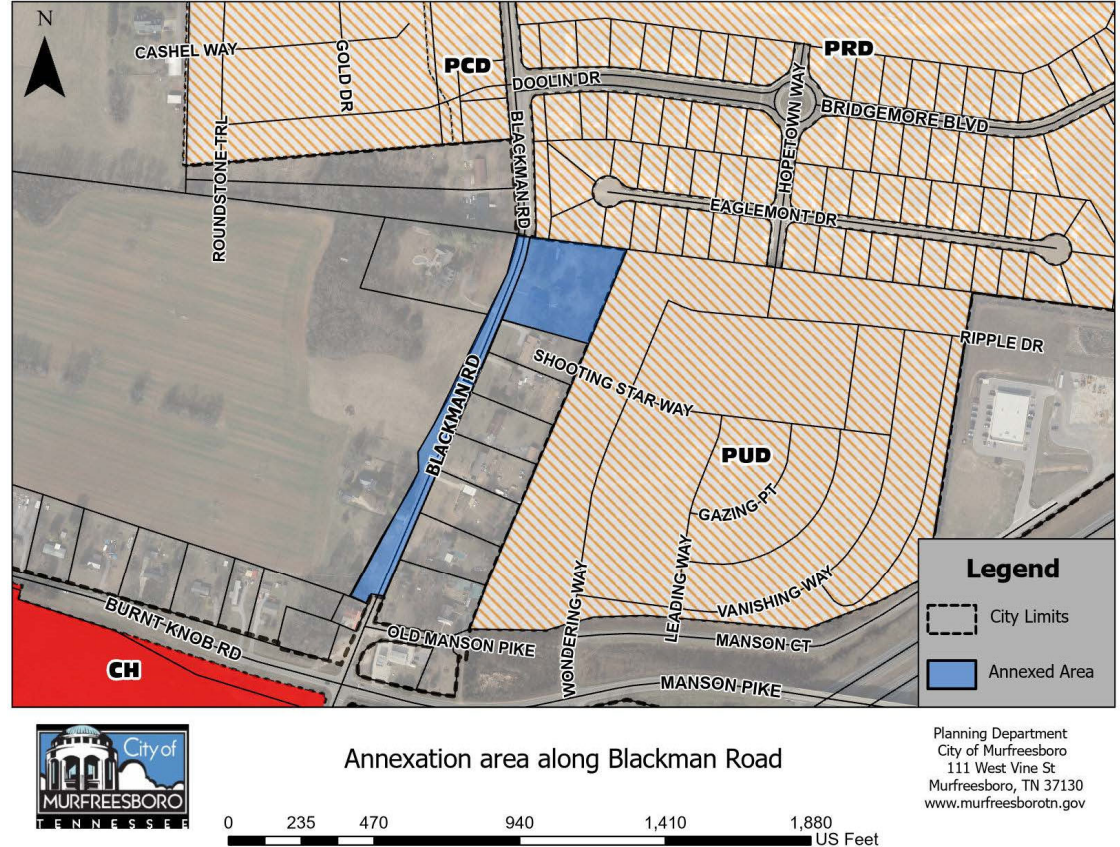 N
CASHEL WAY
GOLD DR
PCD
PRD
DOOLIN DR
HOPETOWN WAY
BRIDGEMORE BLVD
BLACKMAN RD
ROUNDSTONE TRL
EAGLEMONT DR
RIPPLE DR
SHOOTING STAR WAY
BLACKMAN RD
PUD
GAZING PT
WONDERING WAY
LEADING WAY
VANISHING WAY
BURNT KNOB RD
OLD MANSON PIKE
MANSON CT
MANSON PIKE
CH
Legend
City Limits
Annexed Area
City of
MURFREESBORO
TENNESSEE
Annexation area along Blackman Road
0 235 470 940 1,410 1,880
US Feet
Planning Department
City of Murfreesboro
111 West Vine St
Murfreesboro, TN 37130
www.murfreesborotn.gov